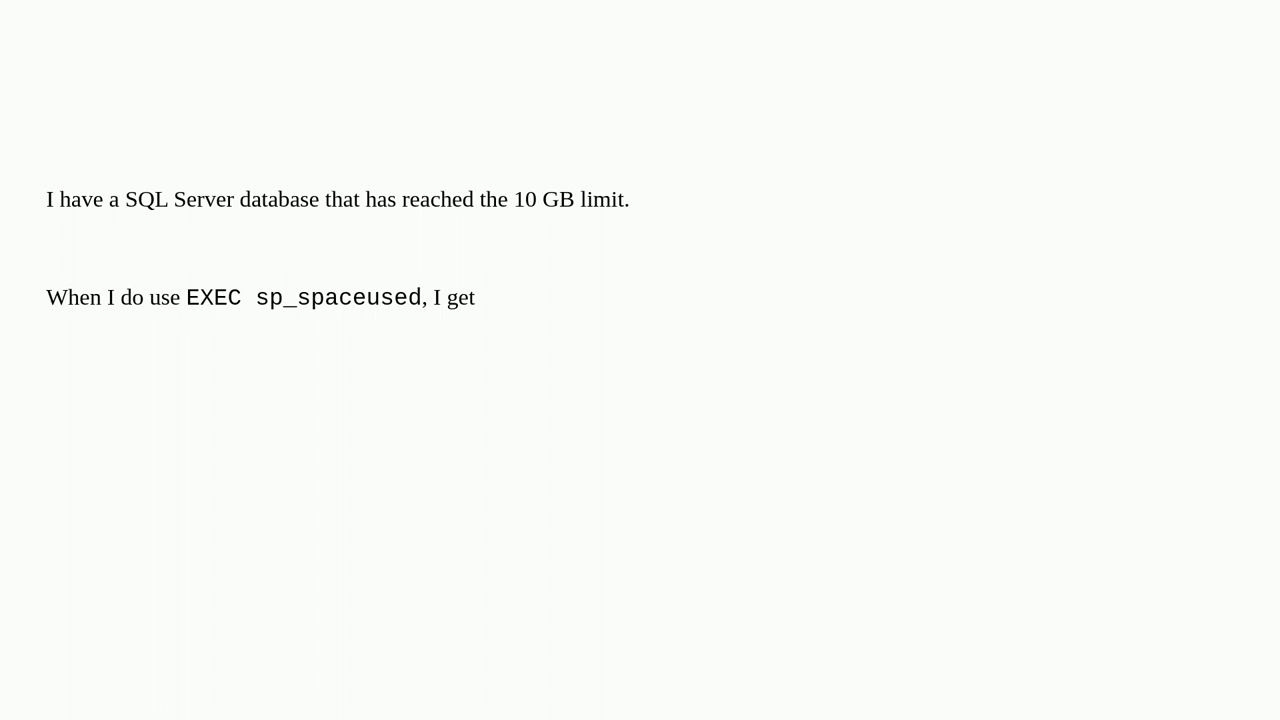 I have a SQL Server database that has reached the 10 GB limit.
When I do use EXEC sp_spaceused, I get